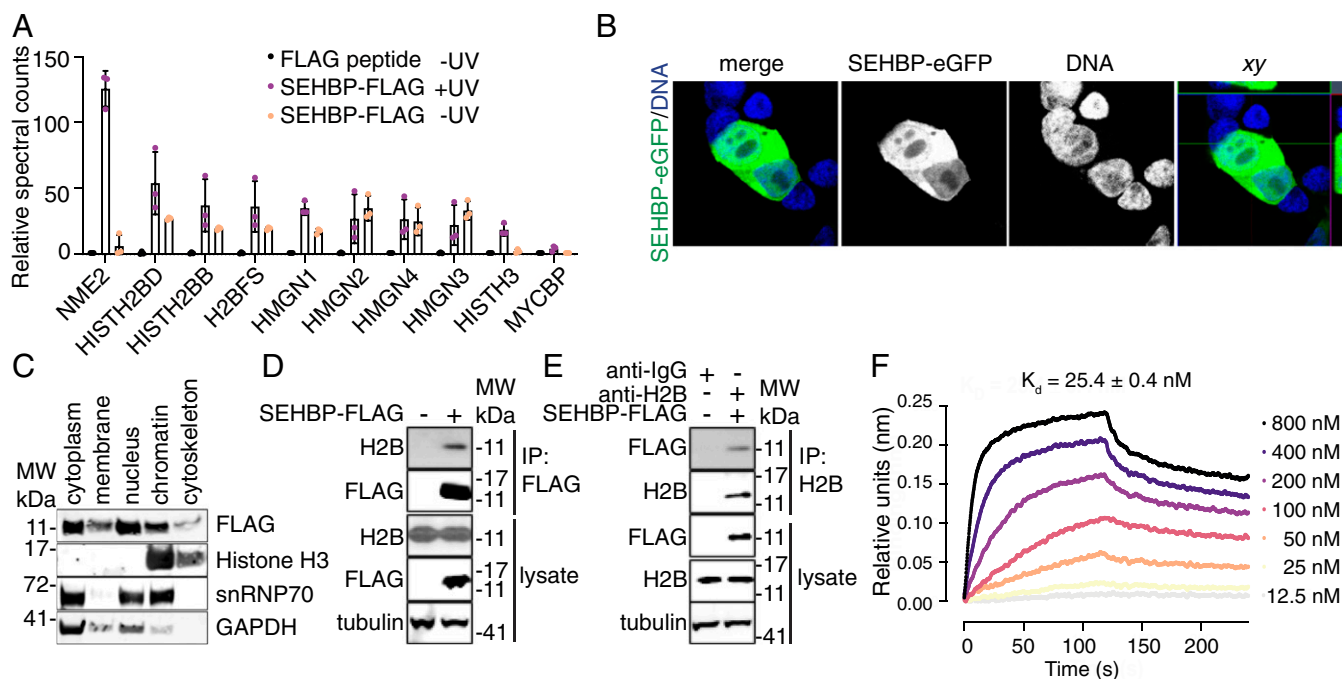 A
Relative spectral counts
150
100
50
0
FLAG peptide -UV
SEHBP-FLAG +UV
SEHBP-FLAG -UV
NME2
HISTH2BD
HISTH2BB
H2BFS
HMGN1
HMGN2
HMGN4
HMGN3
HISTH3
MYCBP
B
merge
SEHBP-eGFP
DNA
xy
SEHBP-eGFP/DNA
C
MW
kDa
cytoplasm
membrane
nucleus
chromatin
cytoskeleton
11- FLAG
17- Histone H3
72- snRNP70
41- GAPDH
D
MW
SEHBP-FLAG - + kDa
H2B -11
-17
FLAG -11
IP:
FLAG
H2B -11
-17
FLAG -11
tubulin -41
lysate
E
anti-IgG + -
anti-H2B - + MW
SEHBP-FLAG - + kDa
FLAG -11
-17
H2B -11
IP:
H2B
FLAG -11
-17
H2B -11
tubulin -41
lysate
F
Kd = 25.4 ± 0.4 nM
Relative units (nm)
0.25
0.20
0.15
0.10
0.05
0.00
0 50 100 150 200
Time (s)
800 nM
400 nM
200 nM
100 nM
50 nM
25 nM
12.5 nM